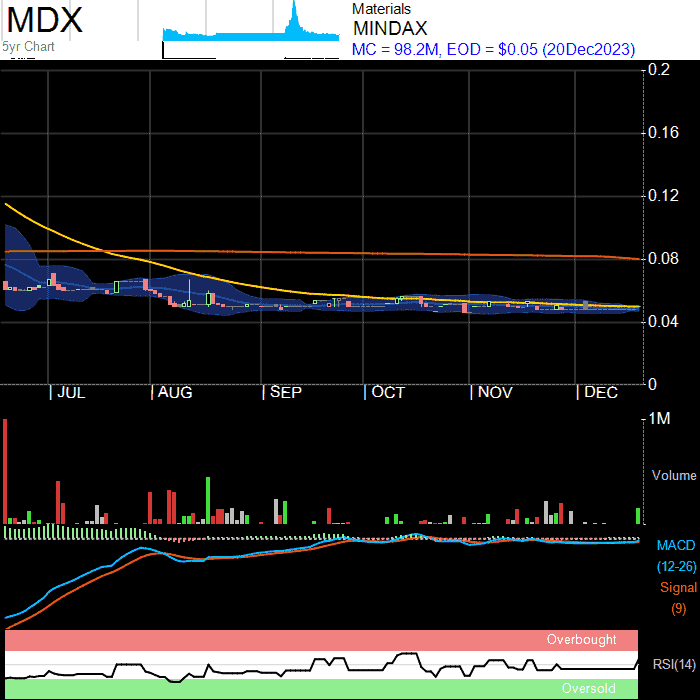 MDX
5yr Chart
Materials
MINDAX
MC = 98.2M, EOD = $0.05 (20Dec2023)
0.2
0.16
0.12
0.08
0.04
0
JUL AUG SEP OCT NOV DEC
1M
Volume
MACD
(12-26)
Signal
(9)
Overbought
RSI(14)
Oversold